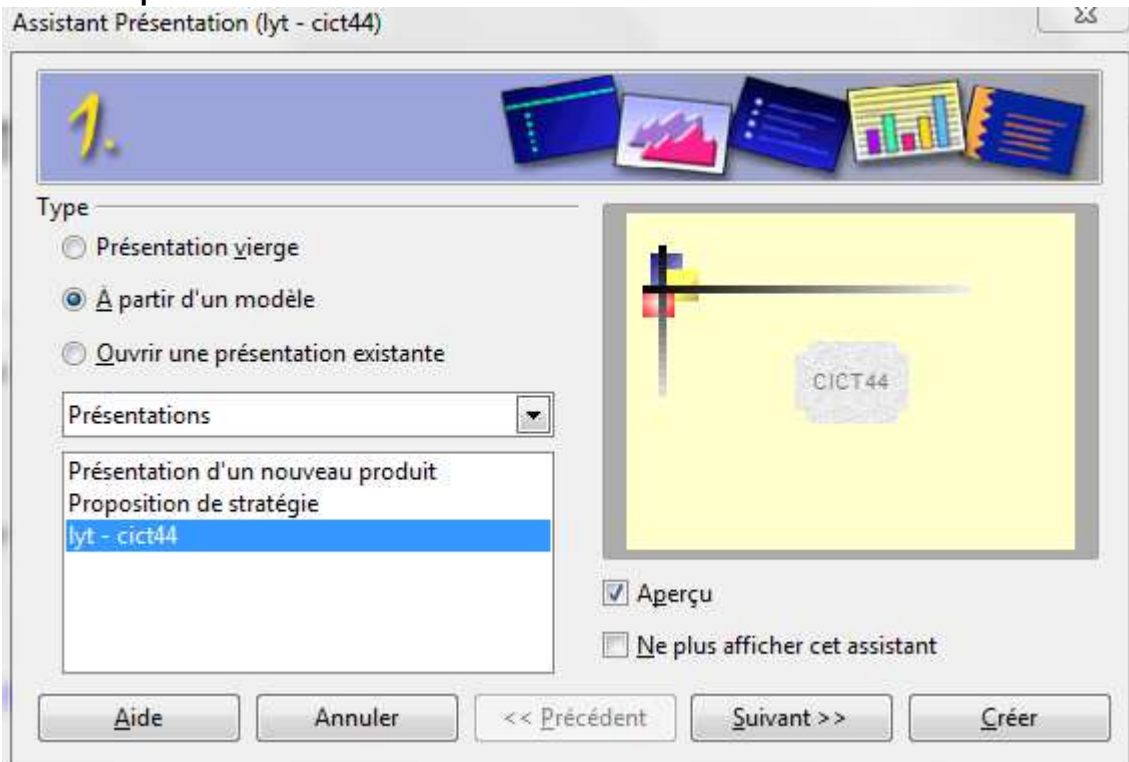 Assistant Présentation (lyt - cict44)
1.
Type
Présentation vierge
À partir d'un modèle
Ouvrir une présentation existante
Présentations
Présentation d'un nouveau produit
Proposition de stratégie
lyt - cict44
CICT44
Aperçu
Ne plus afficher cet assistant
Aide
Annuler
<< Précédent
Suivant >>
Créer